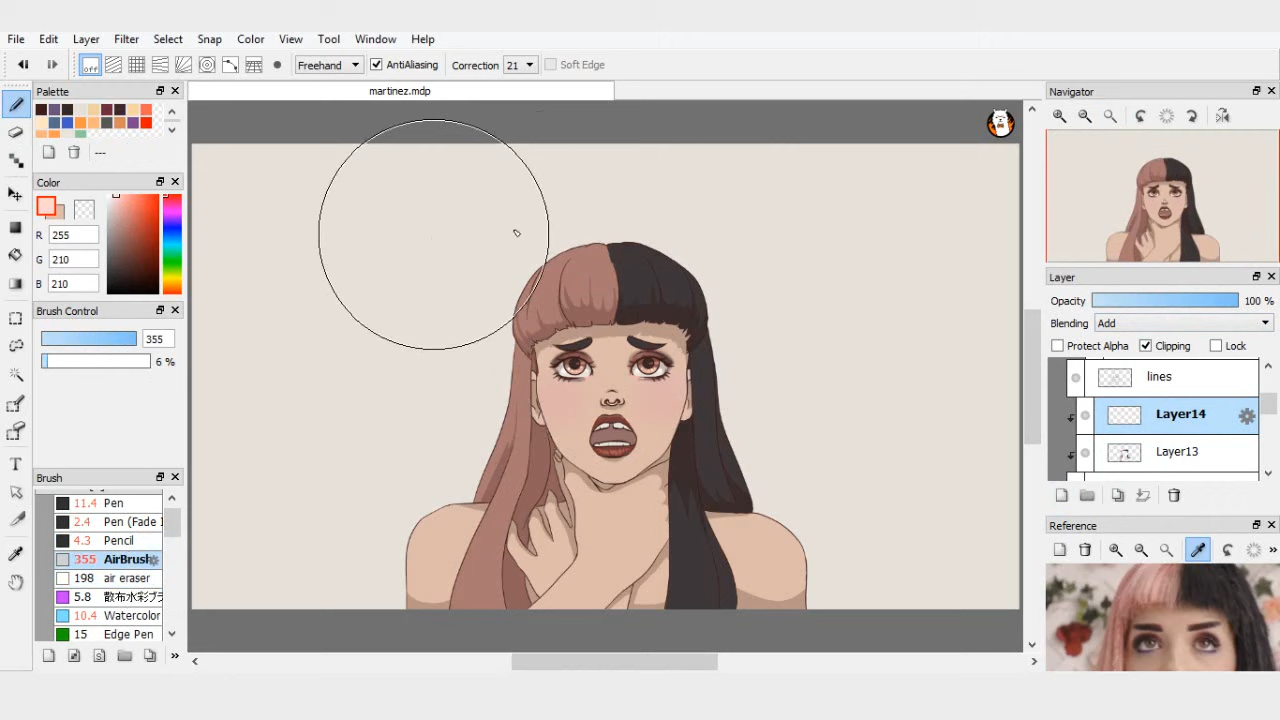 File Edit Layer Filter Select Snap Color View Tool Window Help
off Freehand AntiAliasing Correction 21 Soft Edge
Palette
martinez.mdp
---
Color
R 255
G 210
B 210
Brush Control
355
6 %
Brush
11.4 Pen
2.4 Pen (Fade
4.3 Pencil
355 AirBrush
198 air eraser
5.8 散布水彩ブラ
10.4 Watercolor
15 Edge Pen
»
Navigator
Layer
Opacity 100 %
Blending Add
Protect Alpha Clipping Lock
lines
Layer14
Layer13
Reference
»